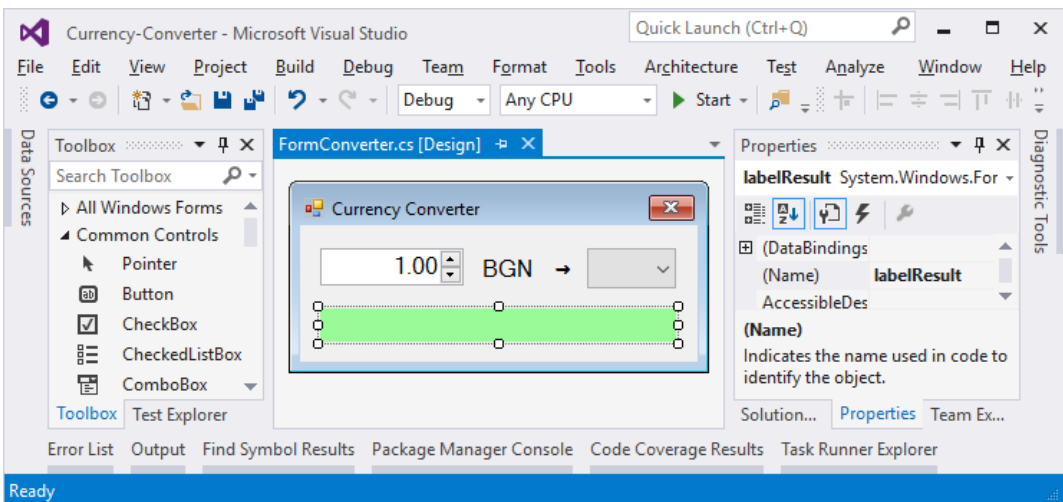 Currency-Converter - Microsoft Visual Studio
Quick Launch (Ctrl+Q)
File Edit View Project Build Debug Team Format Tools Architecture Test Analyze Window Help
Debug Any CPU Start
Data Sources
Toolbox
Search Toolbox
All Windows Forms
Common Controls
Pointer
Button
CheckBox
CheckedListBox
ComboBox
Toolbox Test Explorer
FormConverter.cs [Design]
Currency Converter
1.00 BGN →
Properties
labelResult System.Windows.For
(DataBindings
(Name) labelResult
AccessibleDes
(Name)
Indicates the name used in code to
identify the object.
Solution... Properties Team Ex...
Diagnostic Tools
Error List Output Find Symbol Results Package Manager Console Code Coverage Results Task Runner Explorer
Ready